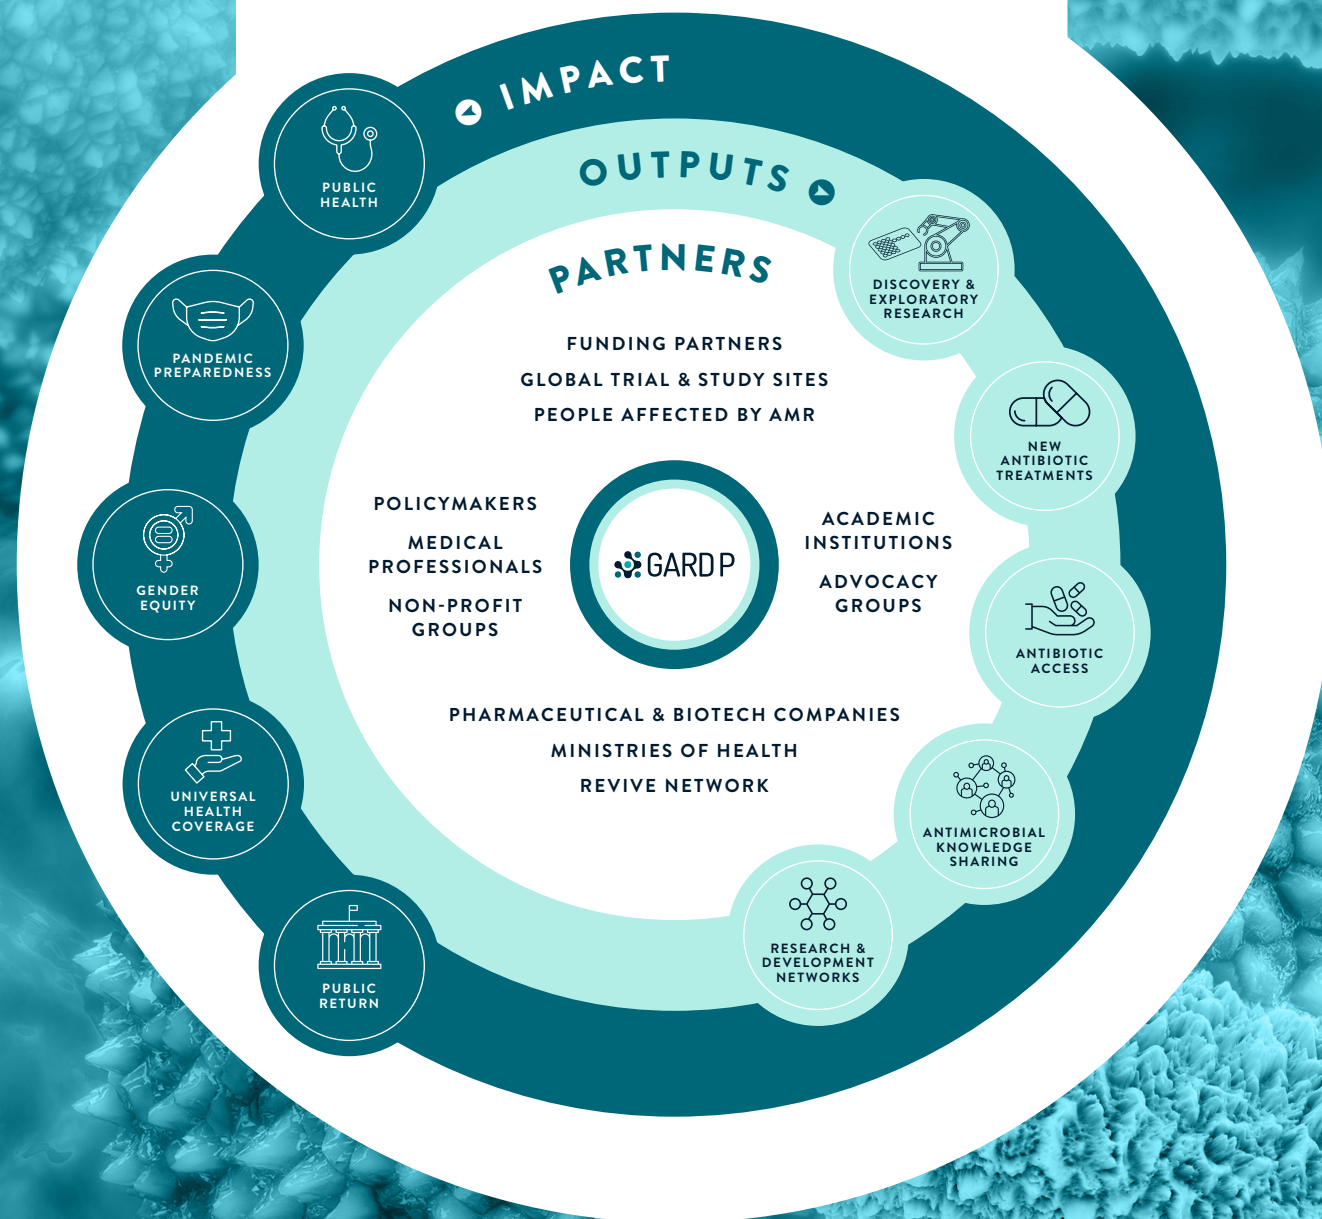 IMPACT
OUTPUTS
PARTNERS
FUNDING PARTNERS
GLOBAL TRIAL & STUDY SITES
PEOPLE AFFECTED BY AMR
POLICYMAKERS
MEDICAL
PROFESSIONALS
NON-PROFIT
GROUPS
GARDP
ACADEMIC
INSTITUTIONS
ADVOCACY
GROUPS
PHARMACEUTICAL & BIOTECH COMPANIES
MINISTRIES OF HEALTH
REVIVE NETWORK
PUBLIC
HEALTH
PANDEMIC
PREPAREDNESS
GENDER
EQUITY
UNIVERSAL
HEALTH
COVERAGE
PUBLIC
RETURN
DISCOVERY &
EXPLORATORY
RESEARCH
NEW
ANTIBIOTIC
TREATMENTS
ANTIBIOTIC
ACCESS
ANTIMICROBIAL
KNOWLEDGE
SHARING
RESEARCH &
DEVELOPMENT
NETWORKS